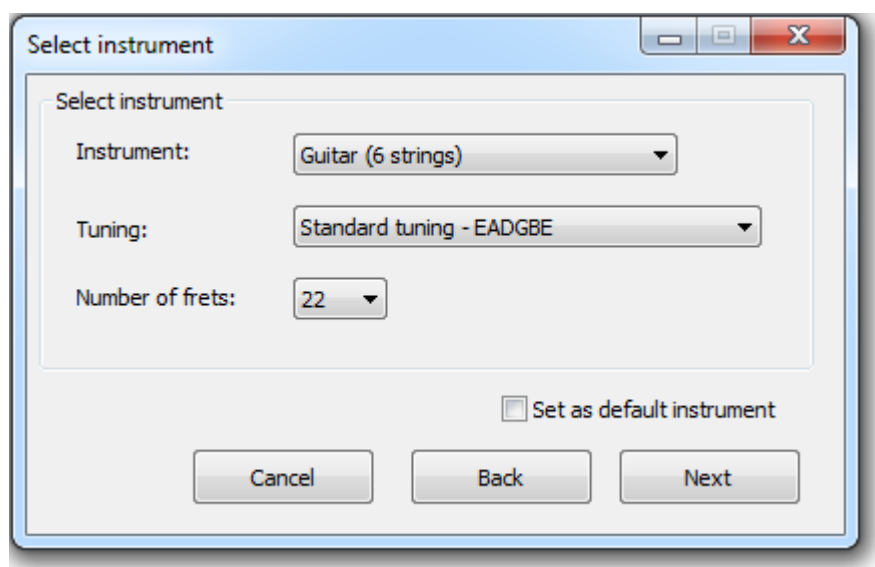 Select instrument
Select instrument
Instrument: Guitar (6 strings)
Tuning: Standard tuning - EADGBE
Number of frets: 22
Set as default instrument
Cancel Back Next